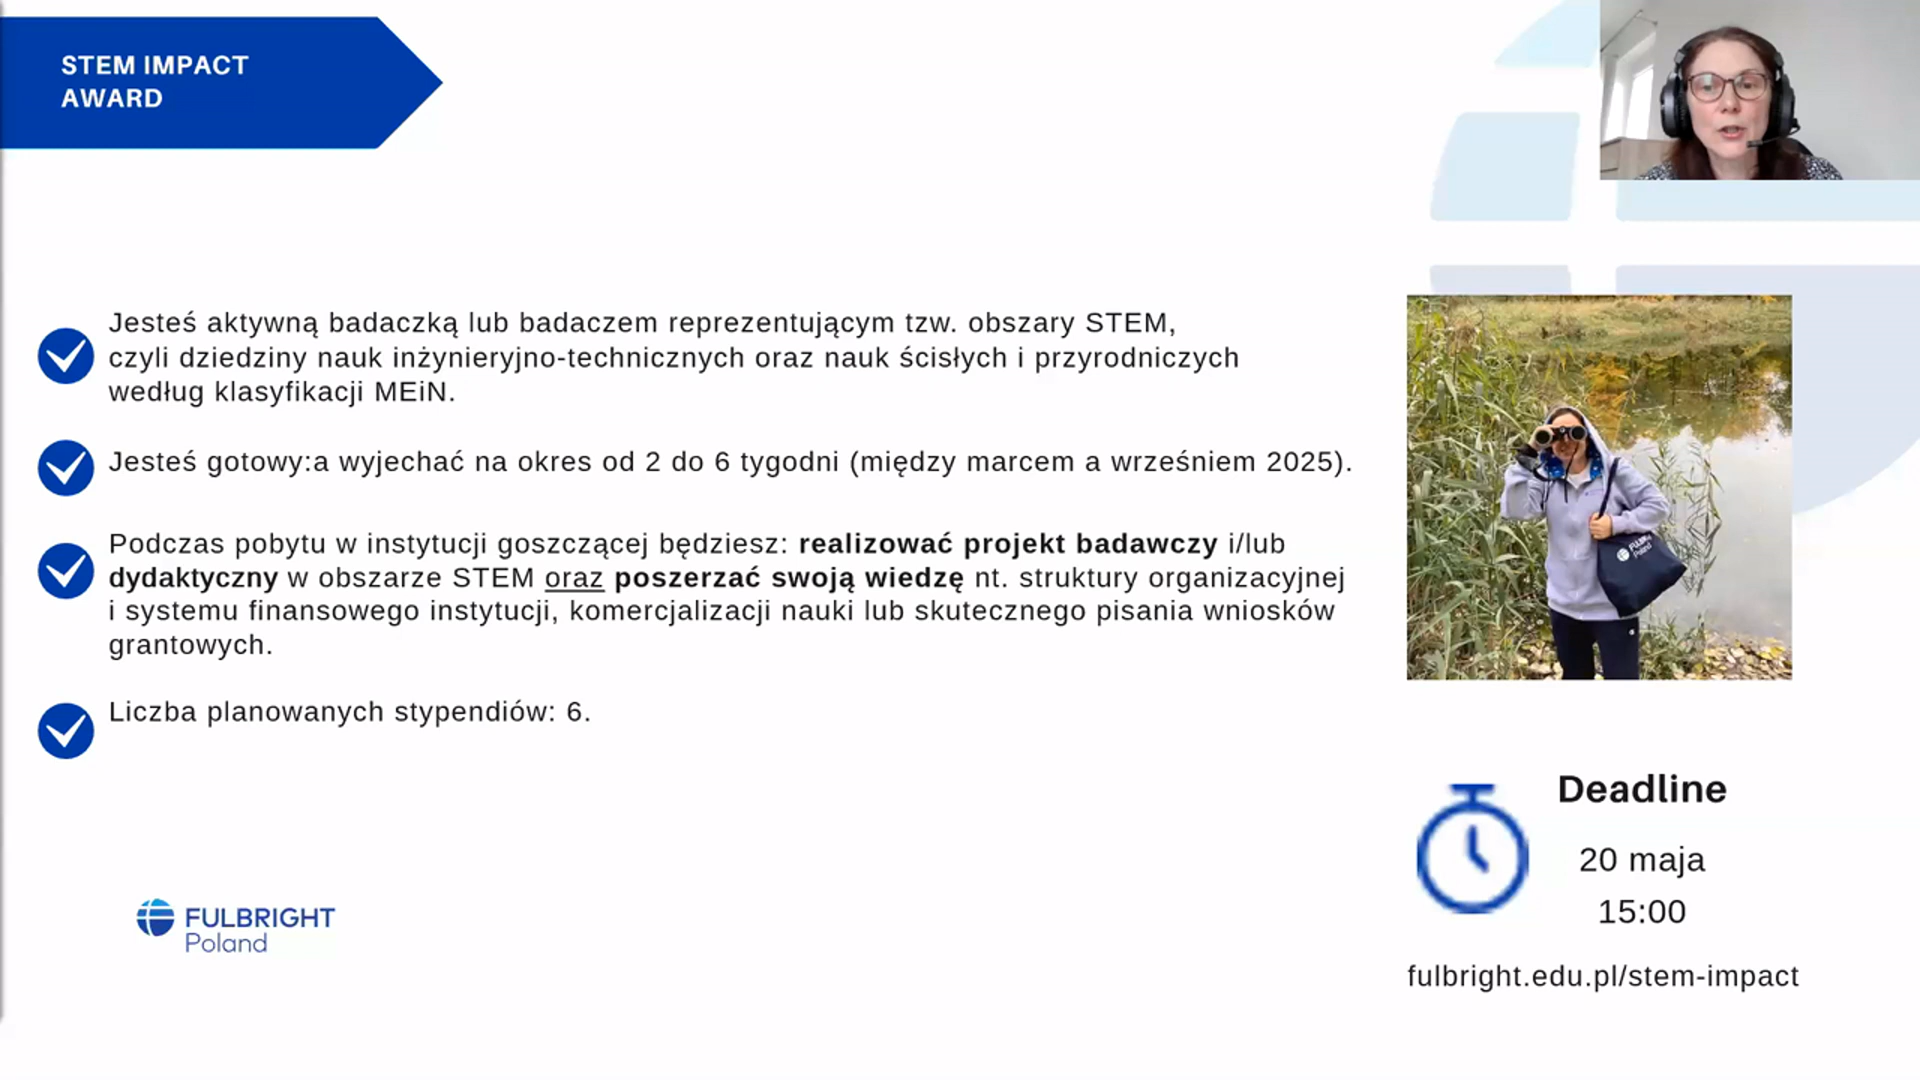 STEM IMPACT
AWARD
Jesteś aktywną badaczką lub badaczem reprezentującym tzw. obszary STEM,
czyli dziedziny nauk inżynieryjno-technicznych oraz nauk ścisłych i przyrodniczych
według klasyfikacji MEiN.
Jesteś gotowy:a wyjechać na okres od 2 do 6 tygodni (między marcem a wrześniem 2025).
Podczas pobytu w instytucji goszczącej będziesz: realizować projekt badawczy i/lub
dydaktyczny w obszarze STEM oraz poszerzać swoją wiedzę nt. struktury organizacyjnej
i systemu finansowego instytucji, komercjalizacji nauki lub skutecznego pisania wniosków
grantowych.
Liczba planowanych stypendiów: 6.
Deadline
20 maja
15:00
fulbright.edu.pl/stem-impact
FULBRIGHT
Poland